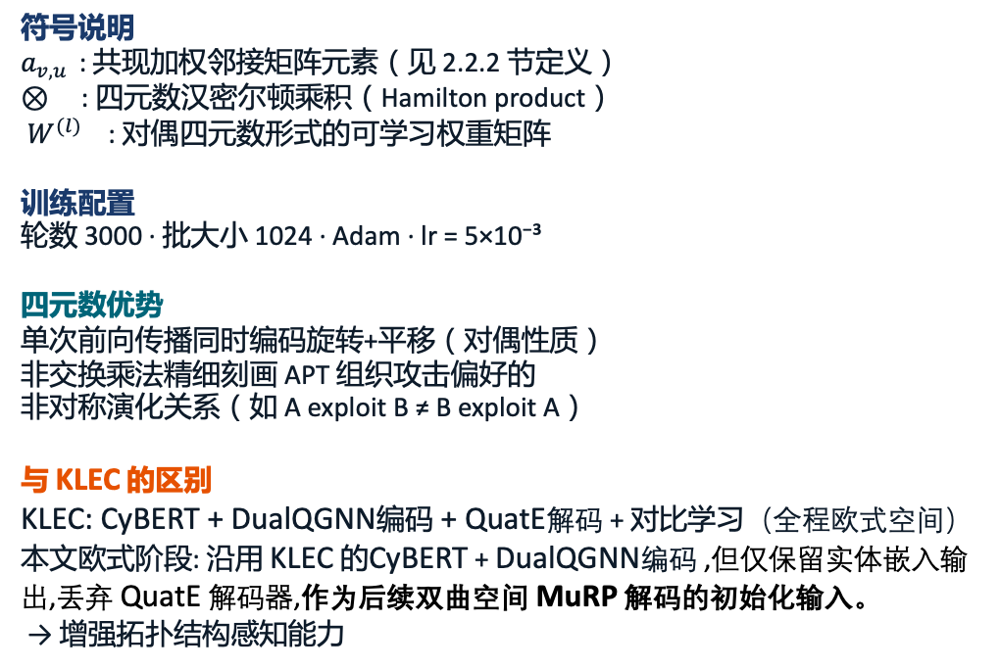 符号说明
a_{v,u} : 共现加权邻接矩阵元素（见 2.2.2 节定义）
⊗ : 四元数汉密尔顿乘积（Hamilton product）
W^{(l)} : 对偶四元数形式的可学习权重矩阵
训练配置
轮数 3000 · 批大小 1024 · Adam · lr = 5×10⁻³
四元数优势
单次前向传播同时编码旋转+平移（对偶性质）
非交换乘法精细刻画 APT 组织攻击偏好的
非对称演化关系（如 A exploit B ≠ B exploit A）
与 KLEC 的区别
KLEC: CyBERT + DualQGNN编码 + QuatE解码 + 对比学习（全程欧式空间）
本文欧式阶段: 沿用 KLEC 的CyBERT + DualQGNN编码 ,但仅保留实体嵌入输
出,丢弃 QuatE 解码器,作为后续双曲空间 MuRP 解码的初始化输入。
→ 增强拓扑结构感知能力